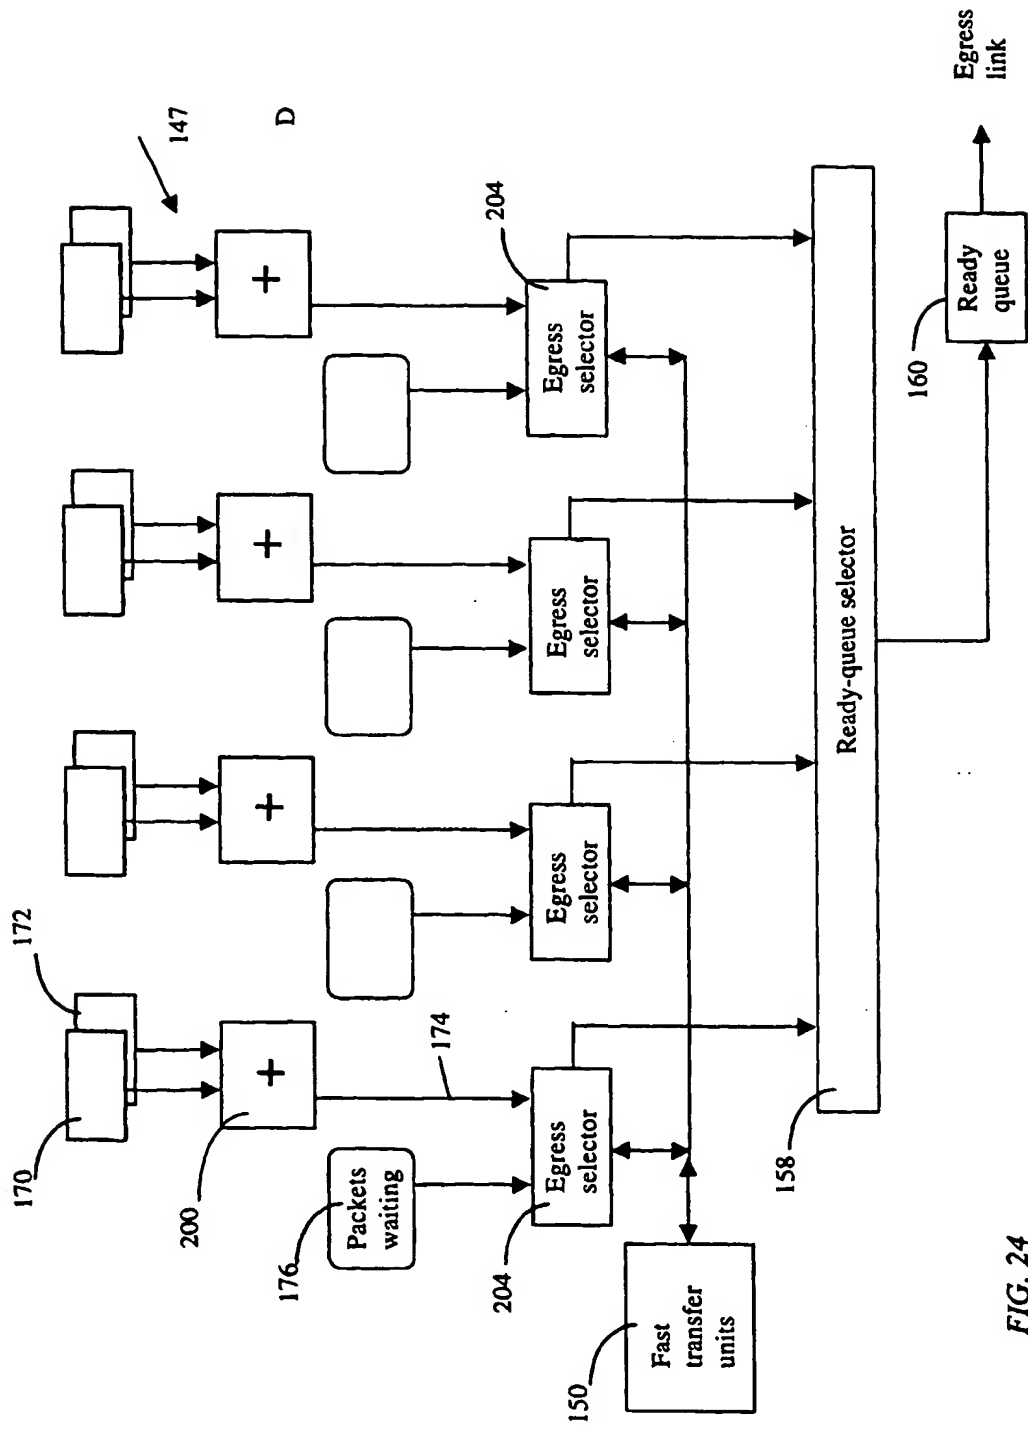 147
D
172
170
+
+
+
+
200
174
204
176
Packets
waiting
Egress
selector
Egress
selector
Egress
selector
Egress
selector
204
150
Fast
transfer
units
158
Ready-queue selector
160
Ready
queue
Egress
link
FIG. 24